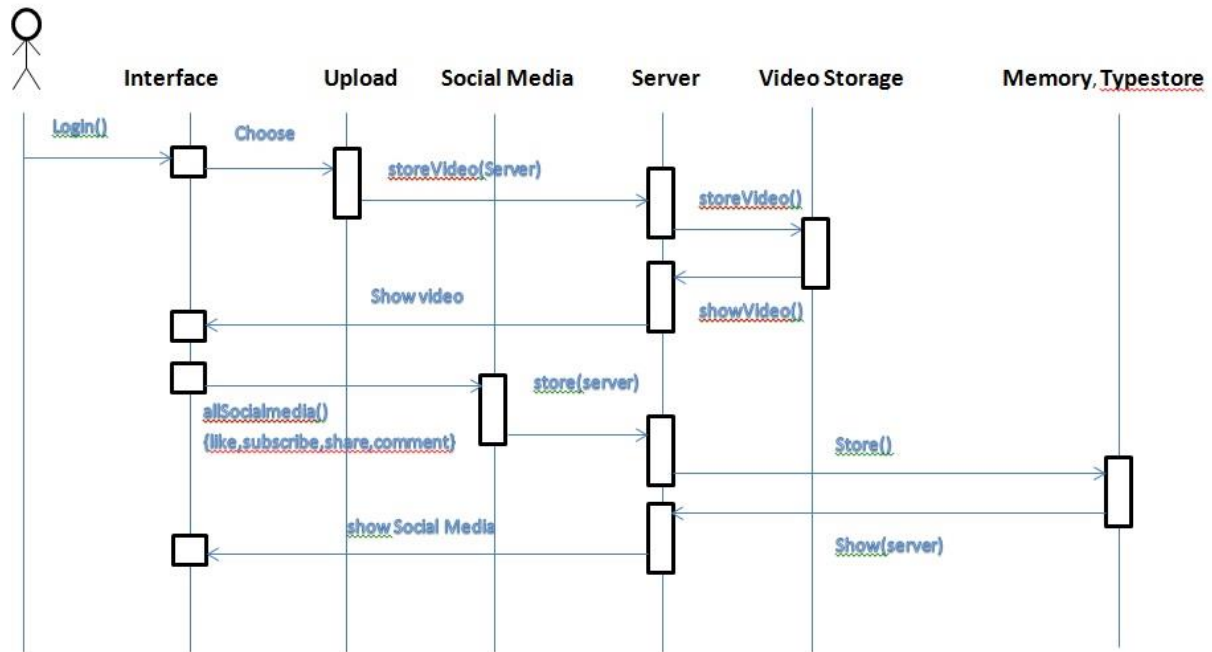 Interface
Upload
Social Media
Server
Video Storage
Memory, Typestore
Login()
Choose
storeVideo(Server)
storeVideo()
Show video
showVideo()
store(server)
allSocialmedia()
{like,subscribe,share,comment}
Store()
show Social Media
Show(server)